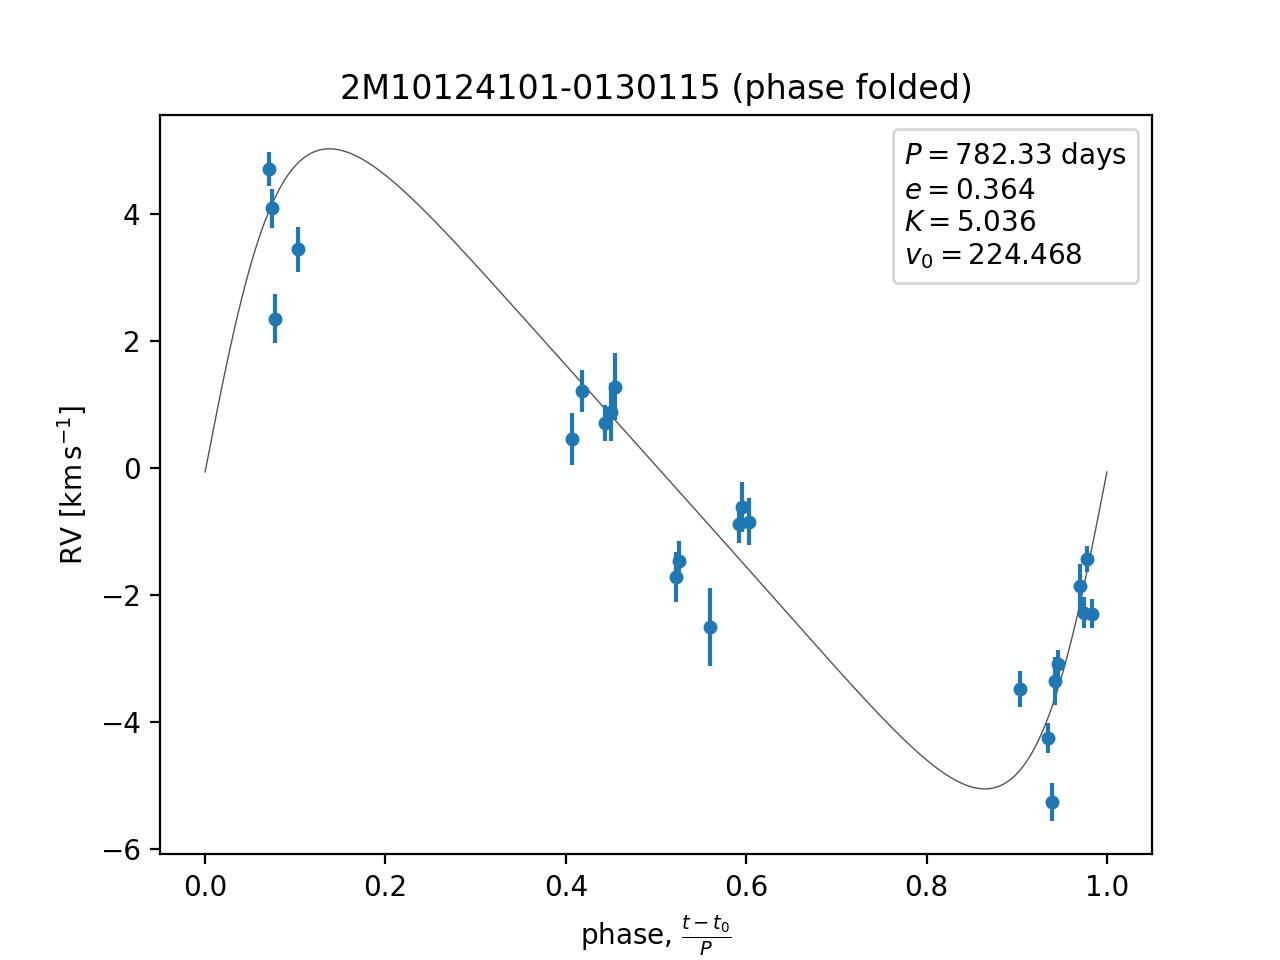 2M10124101-0130115 (phase folded)
P = 782.33 days
e = 0.364
K = 5.036
v₀ = 224.468
RV [km s⁻¹]
4
2
0
−2
−4
−6
0.0 0.2 0.4 0.6 0.8 1.0
phase, (t − t₀)/P